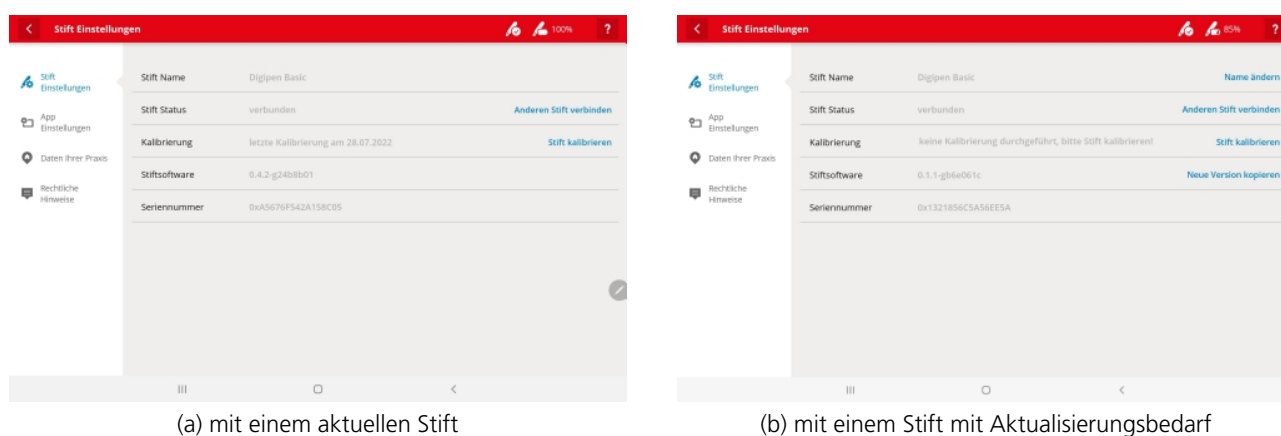 Stift Einstellungen
100%
?
Stift
Einstellungen
App
Einstellungen
Daten Ihrer Praxis
Rechtliche
Hinweise
Stift Name Digipen Basic
Stift Status verbunden Anderen Stift verbinden
Kalibrierung letzte Kalibrierung am 28.07.2022 Stift kalibrieren
Stiftsoftware 0.4.2-g24b8b01
Seriennummer 0xA5676F542A158C05
(a) mit einem aktuellen Stift
Stift Einstellungen
85%
?
Stift
Einstellungen
App
Einstellungen
Daten Ihrer Praxis
Rechtliche
Hinweise
Stift Name Digipen Basic Name ändern
Stift Status verbunden Anderen Stift verbinden
Kalibrierung keine Kalibrierung durchgeführt, bitte Stift kalibrieren! Stift kalibrieren
Stiftsoftware 0.1.1-gb6e061c Neue Version kopieren
Seriennummer 0x1321856C5A56EE5A
(b) mit einem Stift mit Aktualisierungsbedarf